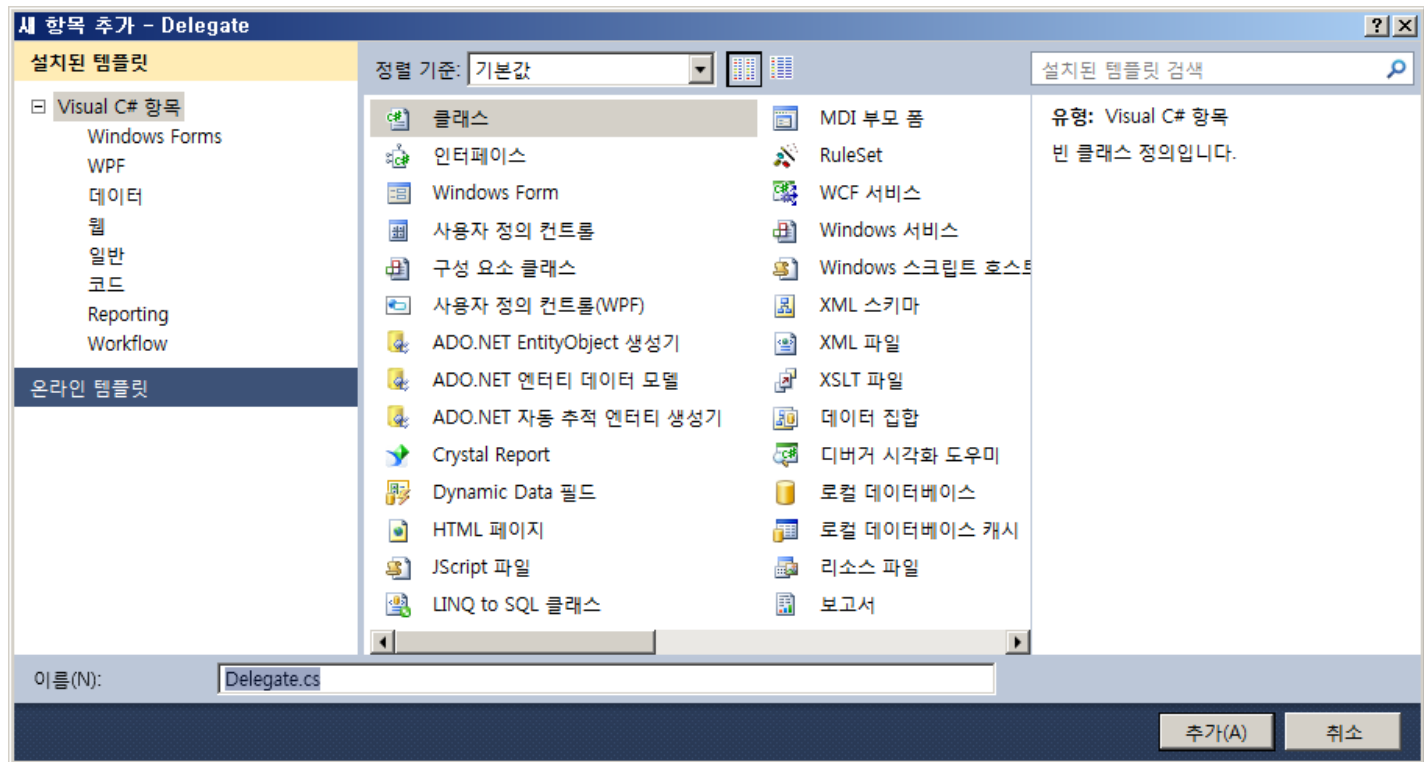 새 항목 추가 - Delegate
설치된 템플릿
Visual C# 항목
Windows Forms
WPF
데이터
웹
일반
코드
Reporting
Workflow
온라인 템플릿
정렬 기준: 기본값
설치된 템플릿 검색
클래스
인터페이스
Windows Form
사용자 정의 컨트롤
구성 요소 클래스
사용자 정의 컨트롤(WPF)
ADO.NET EntityObject 생성기
ADO.NET 엔터티 데이터 모델
ADO.NET 자동 추적 엔터티 생성기
Crystal Report
Dynamic Data 필드
HTML 페이지
JScript 파일
LINQ to SQL 클래스
MDI 부모 폼
RuleSet
WCF 서비스
Windows 서비스
Windows 스크립트 호스트
XML 스키마
XML 파일
XSLT 파일
데이터 집합
디버거 시각화 도우미
로컬 데이터베이스
로컬 데이터베이스 캐시
리소스 파일
보고서
유형: Visual C# 항목
빈 클래스 정의입니다.
이름(N): Delegate.cs
추가(A) 취소